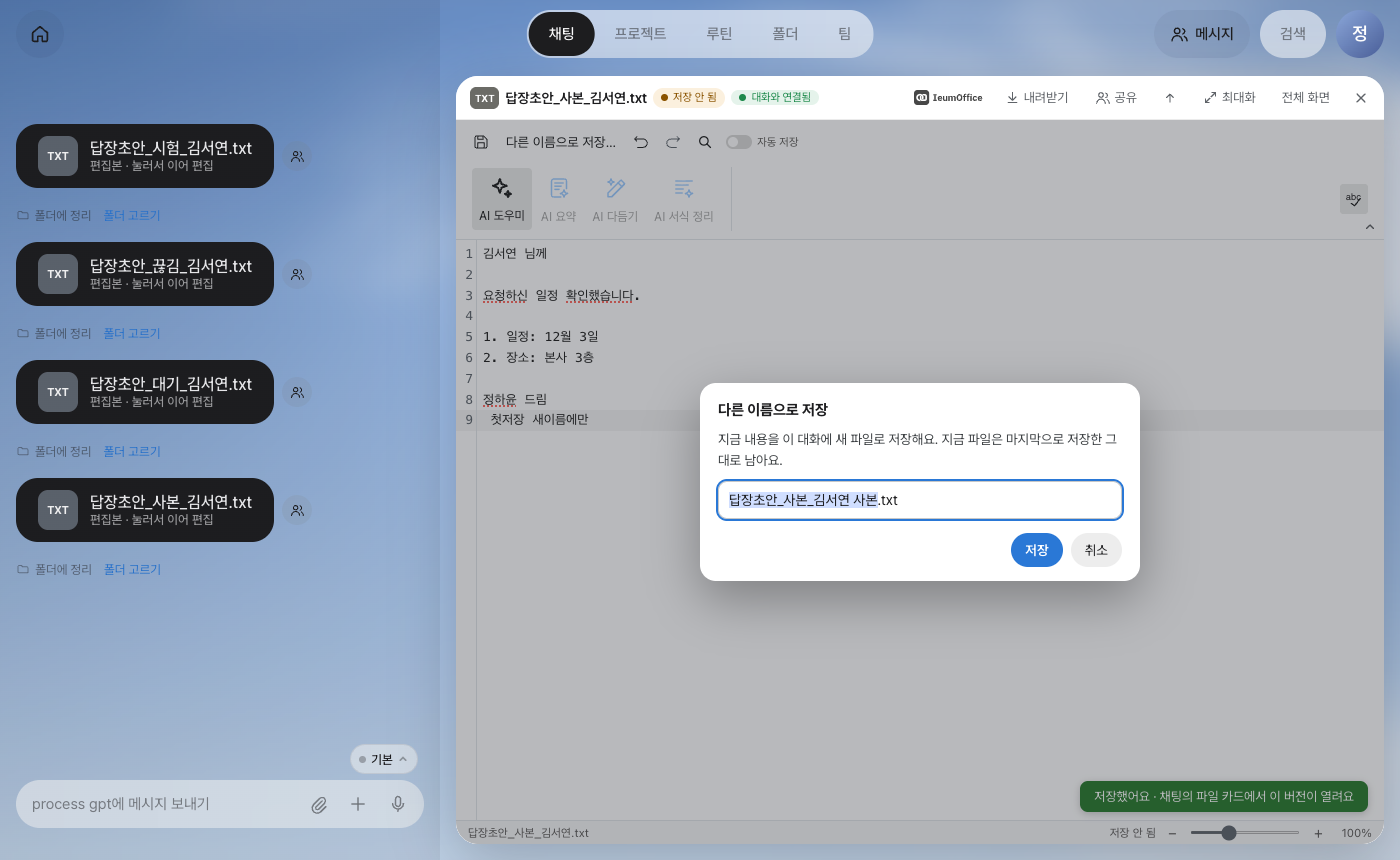 채팅
프로젝트
루틴
폴더
팀
메시지
검색
정
TXT
답장초안_시험_김서연.txt
편집본 · 눌러서 이어 편집
폴더에 정리
폴더 고르기
TXT
답장초안_끊김_김서연.txt
편집본 · 눌러서 이어 편집
폴더에 정리
폴더 고르기
TXT
답장초안_대기_김서연.txt
편집본 · 눌러서 이어 편집
폴더에 정리
폴더 고르기
TXT
답장초안_사본_김서연.txt
편집본 · 눌러서 이어 편집
폴더에 정리
폴더 고르기
기본
process gpt에 메시지 보내기
TXT
답장초안_사본_김서연.txt
저장 안 됨
대화와 연결됨
IeumOffice
내려받기
공유
최대화
전체 화면
다른 이름으로 저장...
자동 저장
AI 도우미
AI 요약
AI 다듬기
AI 서식 정리
abc
1 김서연 님께
2
3 요청하신 일정 확인했습니다.
4
5 1. 일정: 12월 3일
6 2. 장소: 본사 3층
7
8 정하윤 드림
9 첫저장 새이름에만
다른 이름으로 저장
지금 내용을 이 대화에 새 파일로 저장해요. 지금 파일은 마지막으로 저장한 그
대로 남아요.
답장초안_사본_김서연 사본.txt
저장
취소
저장했어요 · 채팅의 파일 카드에서 이 버전이 열려요
답장초안_사본_김서연.txt
저장 안 됨
100%